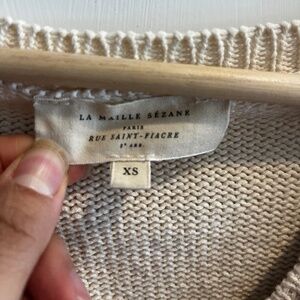 LA MAILLE SÉZANE
PARIS
RUE SAINT-FIACRE
2e ARR.
XS